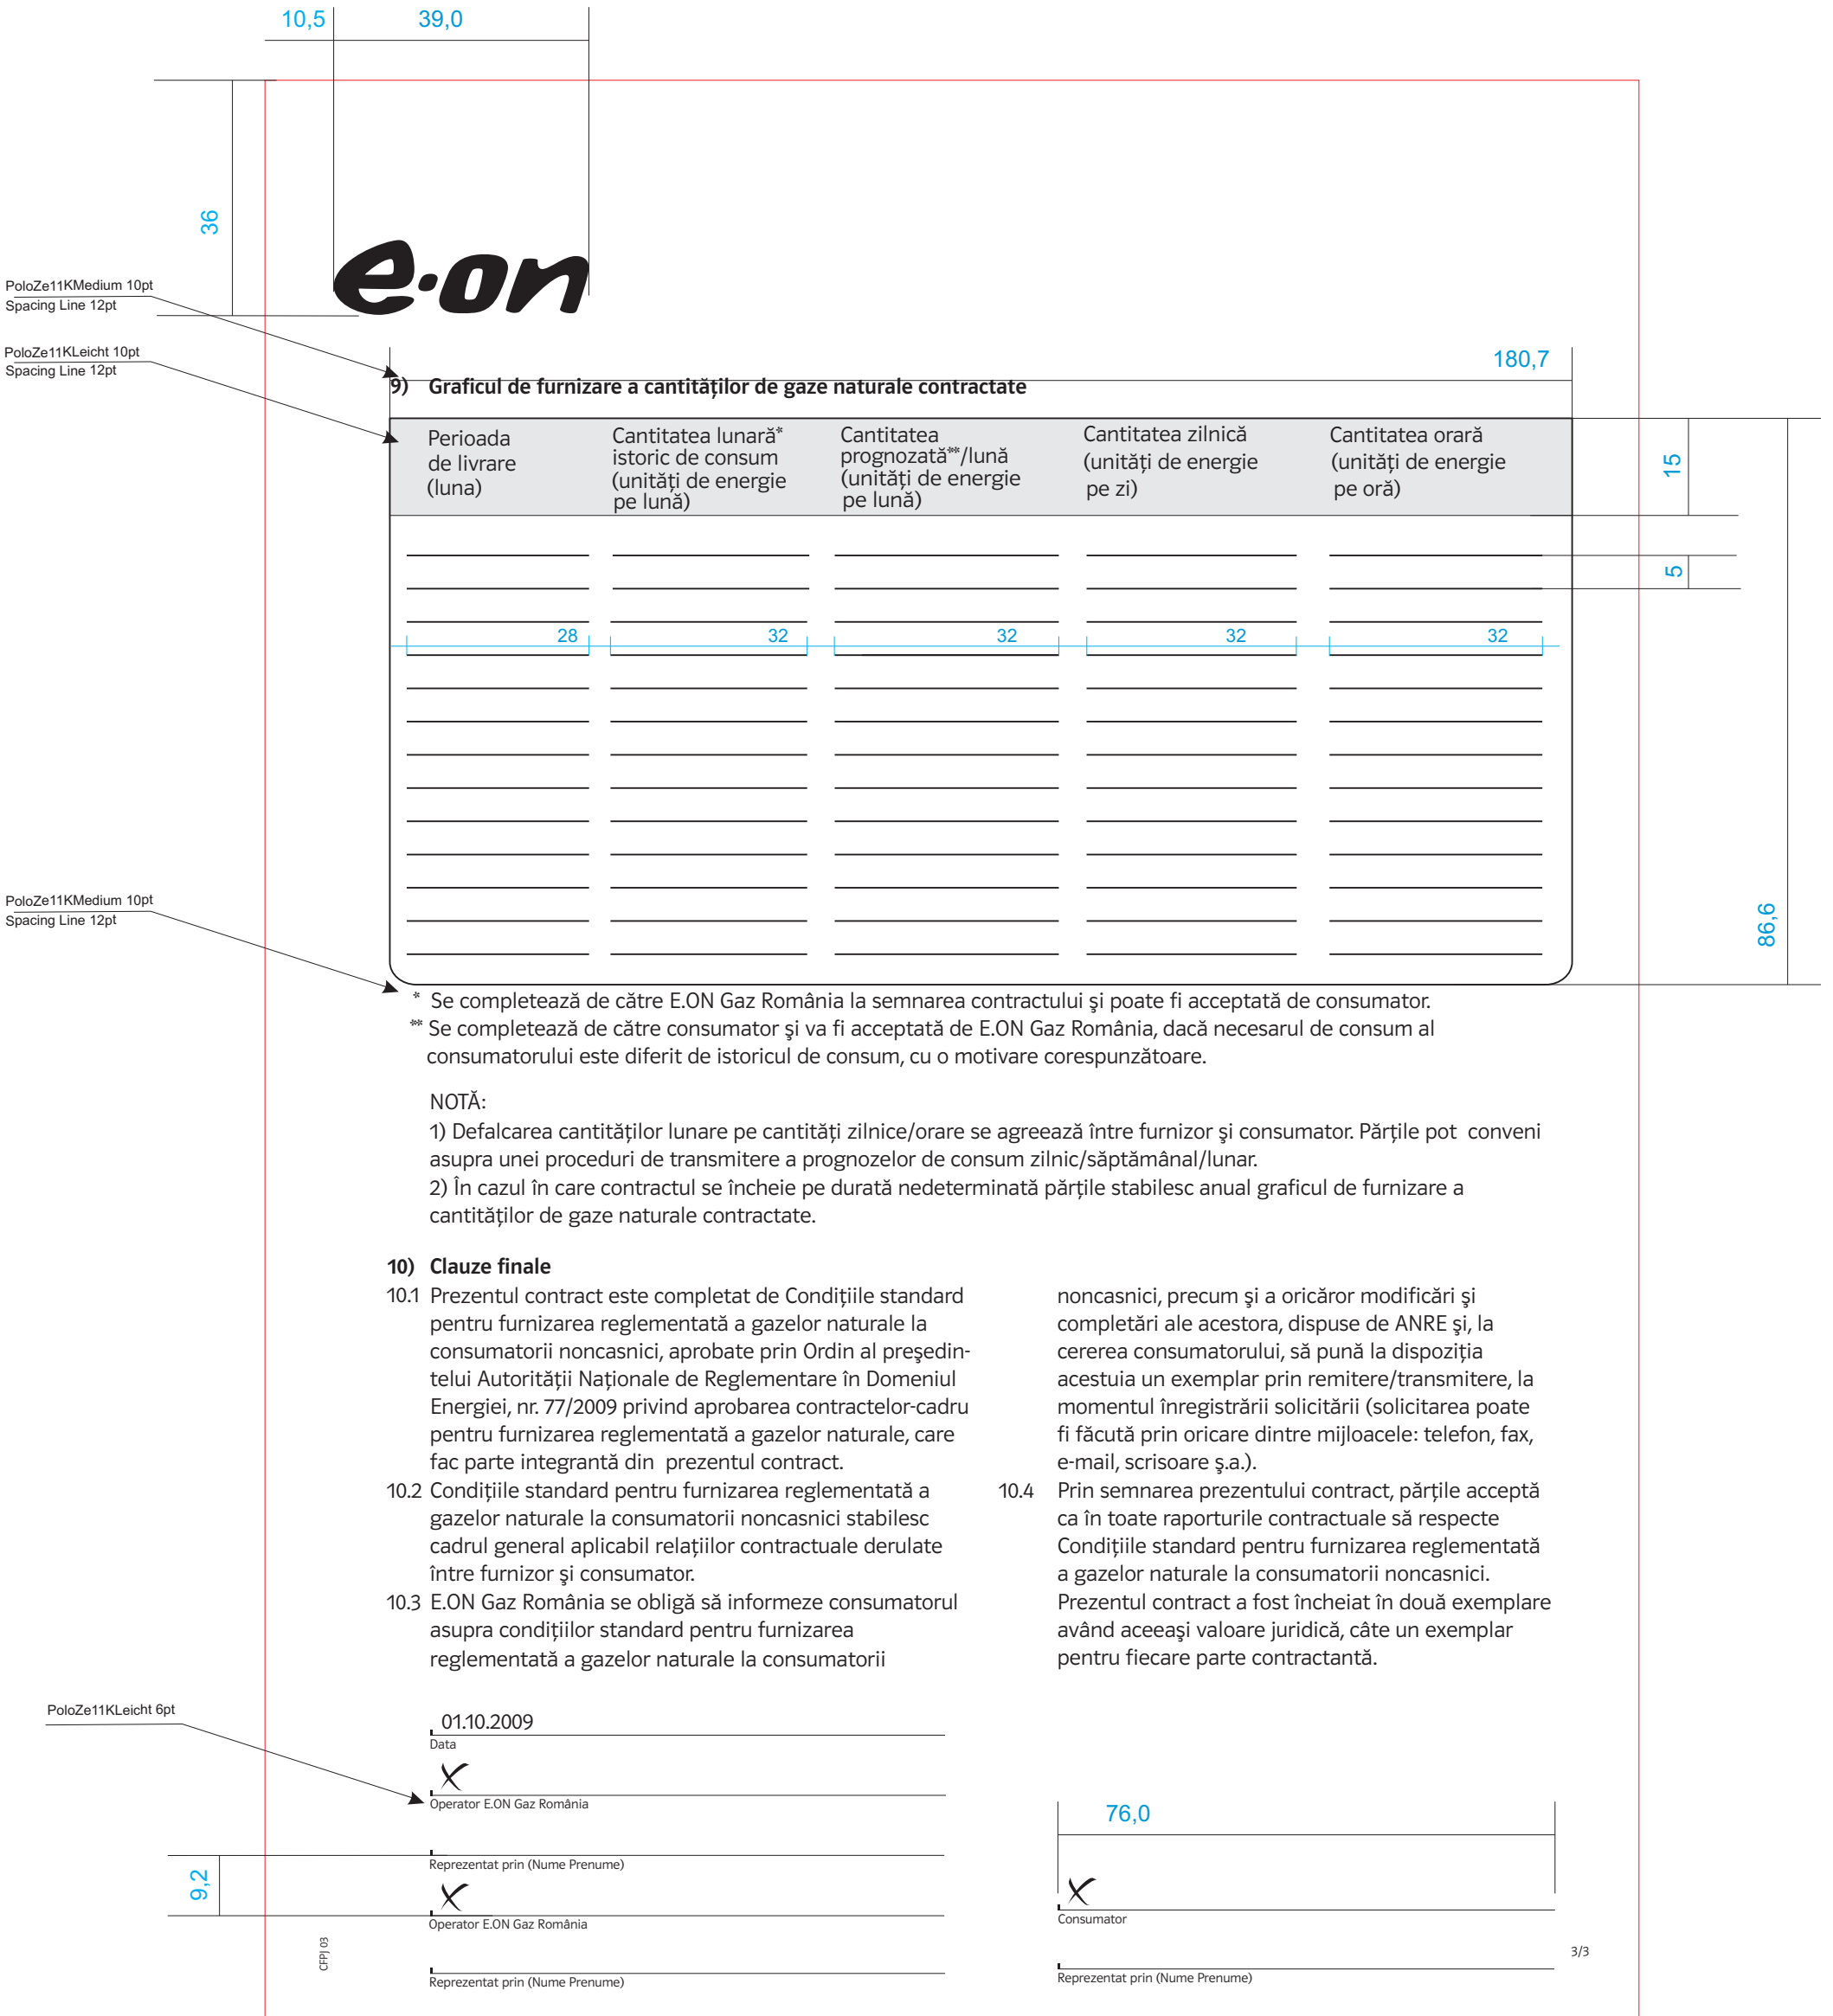 10,5 39,0
36
e·on
PoloZe11KMedium 10pt
Spacing Line 12pt
PoloZe11KLeicht 10pt
Spacing Line 12pt
180,7
9) Graficul de furnizare a cantităților de gaze naturale contractate
Perioada
de livrare
(luna)
Cantitatea lunară*
istoric de consum
(unități de energie
pe lună)
Cantitatea
prognozată**/lună
(unități de energie
pe lună)
Cantitatea zilnică
(unități de energie
pe zi)
Cantitatea orară
(unități de energie
pe oră)
15
5
28 32 32 32 32
PoloZe11KMedium 10pt
Spacing Line 12pt
86,6
* Se completează de către E.ON Gaz România la semnarea contractului şi poate fi acceptată de consumator.
** Se completează de către consumator şi va fi acceptată de E.ON Gaz România, dacă necesarul de consum al
consumatorului este diferit de istoricul de consum, cu o motivare corespunzătoare.
NOTĂ:
1) Defalcarea cantităților lunare pe cantități zilnice/orare se agreează între furnizor şi consumator. Părțile pot conveni
asupra unei proceduri de transmitere a prognozelor de consum zilnic/săptămânal/lunar.
2) În cazul în care contractul se încheie pe durată nedeterminată părțile stabilesc anual graficul de furnizare a
cantităților de gaze naturale contractate.
10) Clauze finale
10.1 Prezentul contract este completat de Condițiile standard
pentru furnizarea reglementată a gazelor naturale la
consumatorii noncasnici, aprobate prin Ordin al preşedin-
telui Autorității Naționale de Reglementare în Domeniul
Energiei, nr. 77/2009 privind aprobarea contractelor-cadru
pentru furnizarea reglementată a gazelor naturale, care
fac parte integrantă din prezentul contract.
10.2 Condițiile standard pentru furnizarea reglementată a
gazelor naturale la consumatorii noncasnici stabilesc
cadrul general aplicabil relațiilor contractuale derulate
între furnizor şi consumator.
10.3 E.ON Gaz România se obligă să informeze consumatorul
asupra condițiilor standard pentru furnizarea
reglementată a gazelor naturale la consumatorii
noncasnici, precum şi a oricăror modificări şi
completări ale acestora, dispuse de ANRE şi, la
cererea consumatorului, să pună la dispoziția
acestuia un exemplar prin remitere/transmitere, la
momentul înregistrării solicitării (solicitarea poate
fi făcută prin oricare dintre mijloacele: telefon, fax,
e-mail, scrisoare ş.a.).
10.4 Prin semnarea prezentului contract, părțile acceptă
ca în toate raporturile contractuale să respecte
Condițiile standard pentru furnizarea reglementată
a gazelor naturale la consumatorii noncasnici.
Prezentul contract a fost încheiat în două exemplare
având aceeaşi valoare juridică, câte un exemplar
pentru fiecare parte contractantă.
PoloZe11KLeicht 6pt
01.10.2009
Data
Operator E.ON Gaz România
Reprezentat prin (Nume Prenume)
9,2
Operator E.ON Gaz România
Reprezentat prin (Nume Prenume)
76,0
Consumator
Reprezentat prin (Nume Prenume)
CFPJ 03
3/3